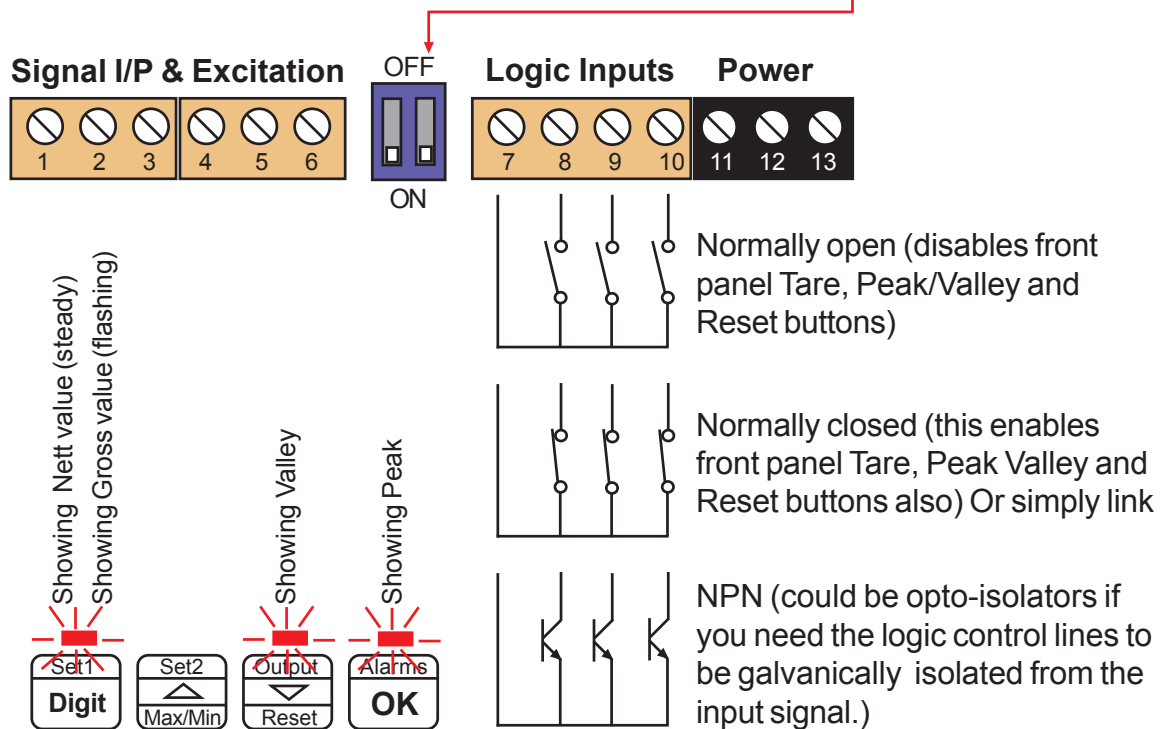 Signal I/P & Excitation
OFF
Logic Inputs
Power
1 2 3 4 5 6
7 8 9 10 11 12 13
ON
Normally open (disables front
panel Tare, Peak/Valley and
Reset buttons)
Normally closed (this enables
front panel Tare, Peak Valley and
Reset buttons also) Or simply link
NPN (could be opto-isolators if
you need the logic control lines to
be galvanically isolated from the
input signal.)
Showing Nett value (steady)
Showing Gross value (flashing)
Showing Valley
Showing Peak
Set1
Digit
Set2
Max/Min
Output
Reset
Alarms
OK